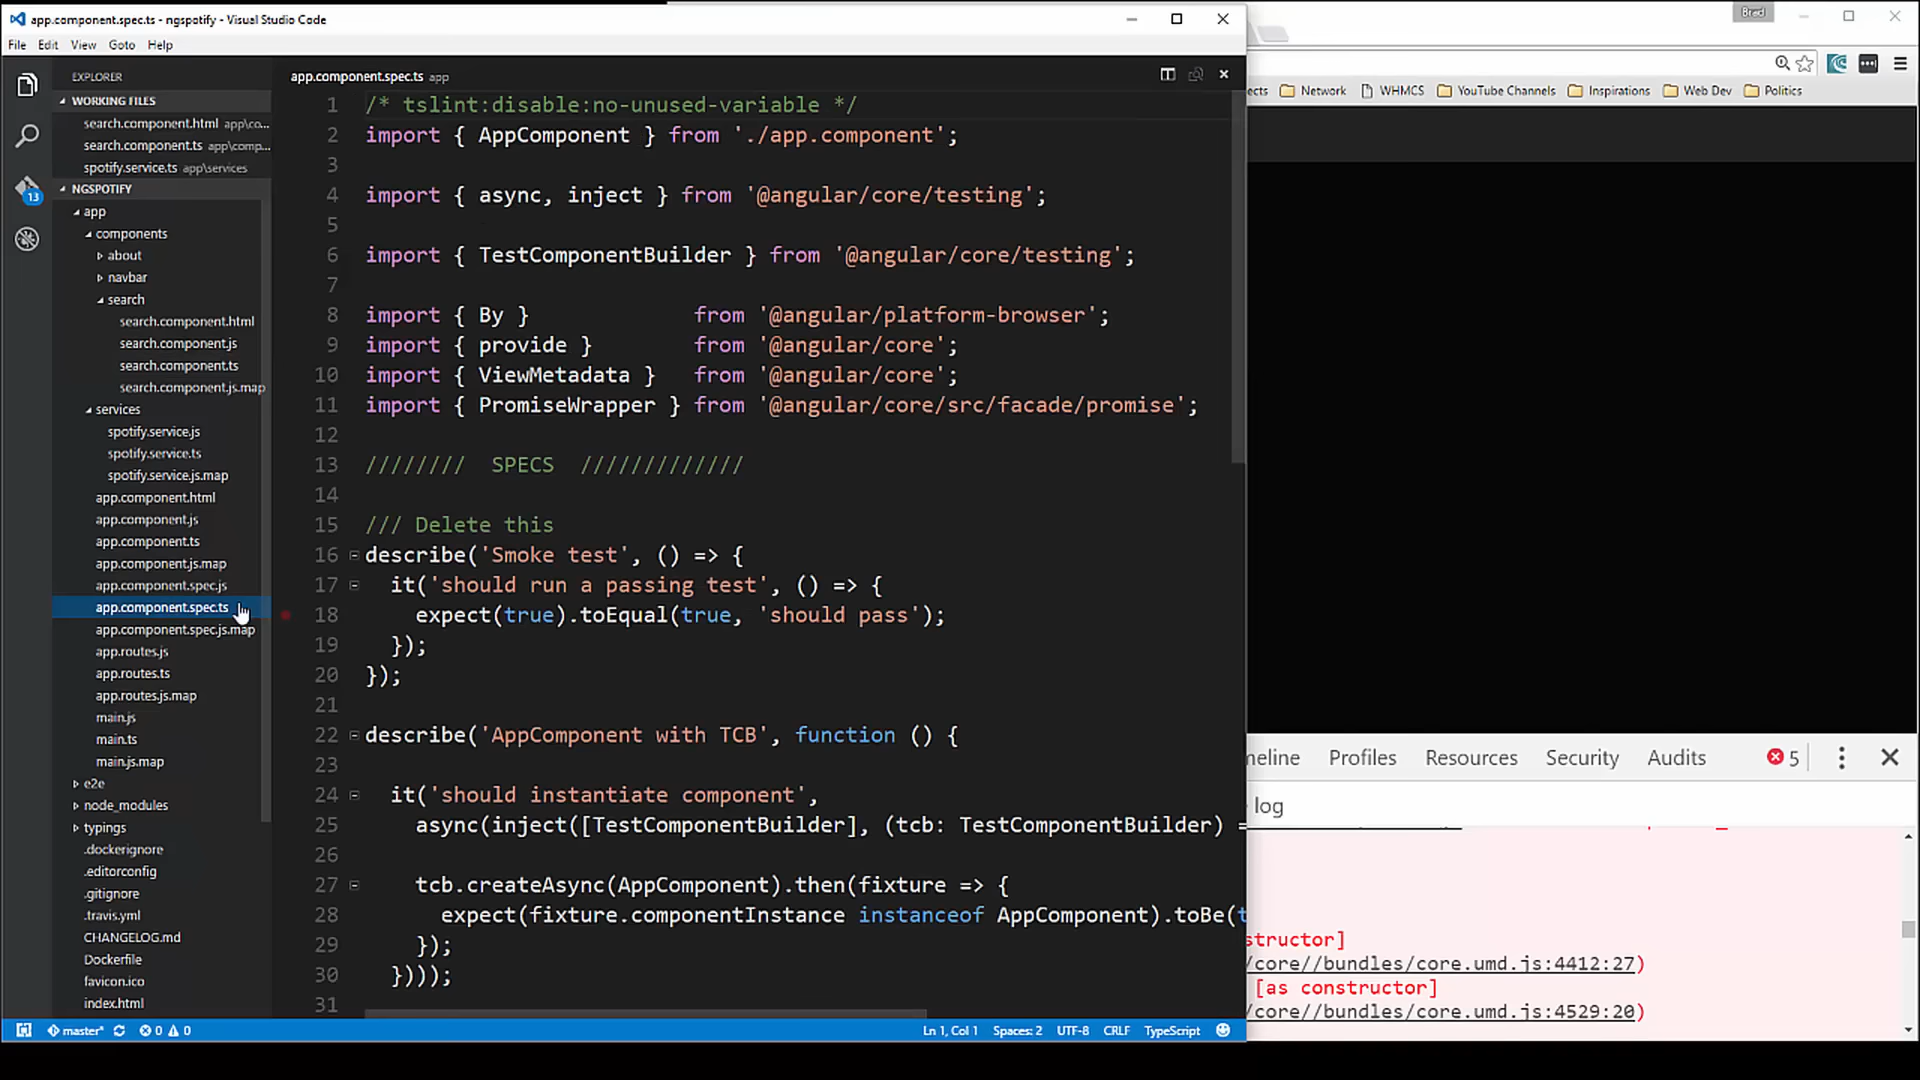 app.component.spec.ts - ngspotify - Visual Studio Code
File Edit View Goto Help
EXPLORER
WORKING FILES
search.component.html app\co...
search.component.ts app\comp...
spotify.service.ts app\services
NGSPOTIFY
app
components
about
navbar
search
search.component.html
search.component.js
search.component.ts
search.component.js.map
services
spotify.service.js
spotify.service.ts
spotify.service.js.map
app.component.html
app.component.js
app.component.ts
app.component.js.map
app.component.spec.js
app.component.spec.ts
app.component.spec.js.map
app.routes.js
app.routes.ts
app.routes.js.map
main.js
main.ts
main.js.map
e2e
node_modules
typings
.dockerignore
.editorconfig
.gitignore
.travis.yml
CHANGELOG.md
Dockerfile
favicon.ico
index.html
13
app.component.spec.ts app
1 /* tslint:disable:no-unused-variable */
2 import { AppComponent } from './app.component';
3
4 import { async, inject } from '@angular/core/testing';
5
6 import { TestComponentBuilder } from '@angular/core/testing';
7
8 import { By } from '@angular/platform-browser';
9 import { provide } from '@angular/core';
10 import { ViewMetadata } from '@angular/core';
11 import { PromiseWrapper } from '@angular/core/src/facade/promise';
12
13 //////// SPECS /////////////
14
15 /// Delete this
16 describe('Smoke test', () => {
17 it('should run a passing test', () => {
18 expect(true).toEqual(true, 'should pass');
19 });
20 });
21
22 describe('AppComponent with TCB', function () {
23
24 it('should instantiate component',
25 async(inject([TestComponentBuilder], (tcb: TestComponentBuilder) =
26
27 tcb.createAsync(AppComponent).then(fixture => {
28 expect(fixture.componentInstance instanceof AppComponent).toBe(t
29 });
30 })));
31
master* 0 0
Ln 1, Col 1 Spaces: 2 UTF-8 CRLF TypeScript
Brad
ects Network WHMCS YouTube Channels Inspirations Web Dev Politics
meline Profiles Resources Security Audits 5
log
structor]
/core//bundles/core.umd.js:4412:27)
[as constructor]
/core//bundles/core.umd.js:4529:20)